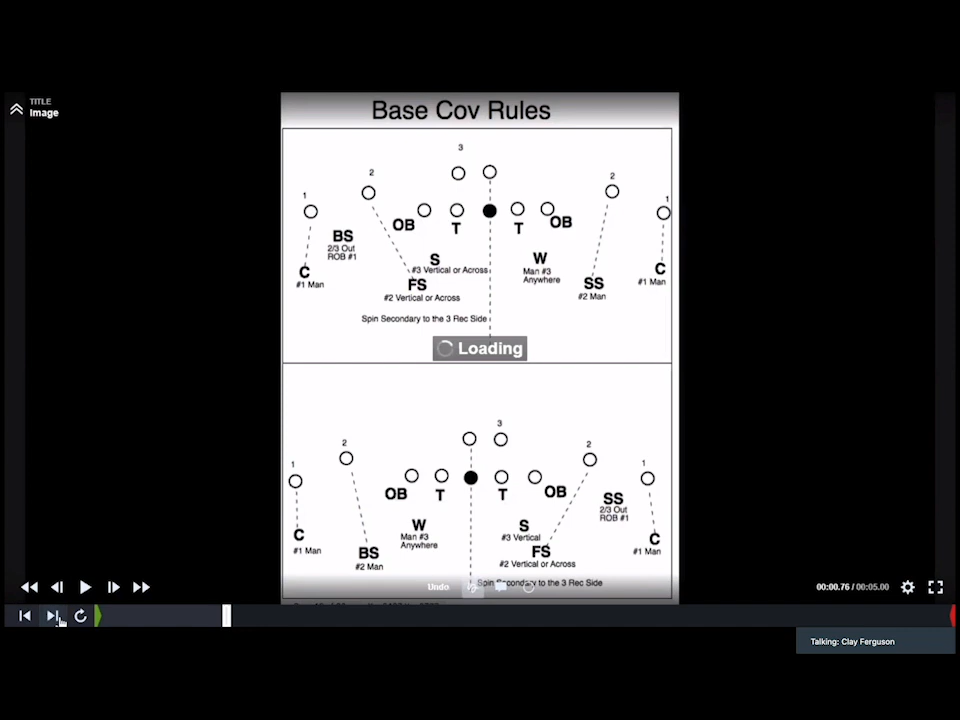 TITLE
Image
Base Cov Rules
3
2
2
1
1
OB
T
T
OB
BS
2/3 Out
ROB #1
S
#3 Vertical or Across
W
Man #3
Anywhere
C
#1 Man
FS
#2 Vertical or Across
SS
#2 Man
C
#1 Man
Spin Secondary to the 3 Rec Side
Loading
3
2
2
1
1
OB
T
T
OB
SS
2/3 Out
ROB #1
W
Man #3
Anywhere
S
#3 Vertical
C
#1 Man
BS
#2 Man
FS
#2 Vertical or Across
C
#1 Man
Spin Secondary to the 3 Rec Side
Undo
00:00.76 / 00:05.00
Talking: Clay Ferguson